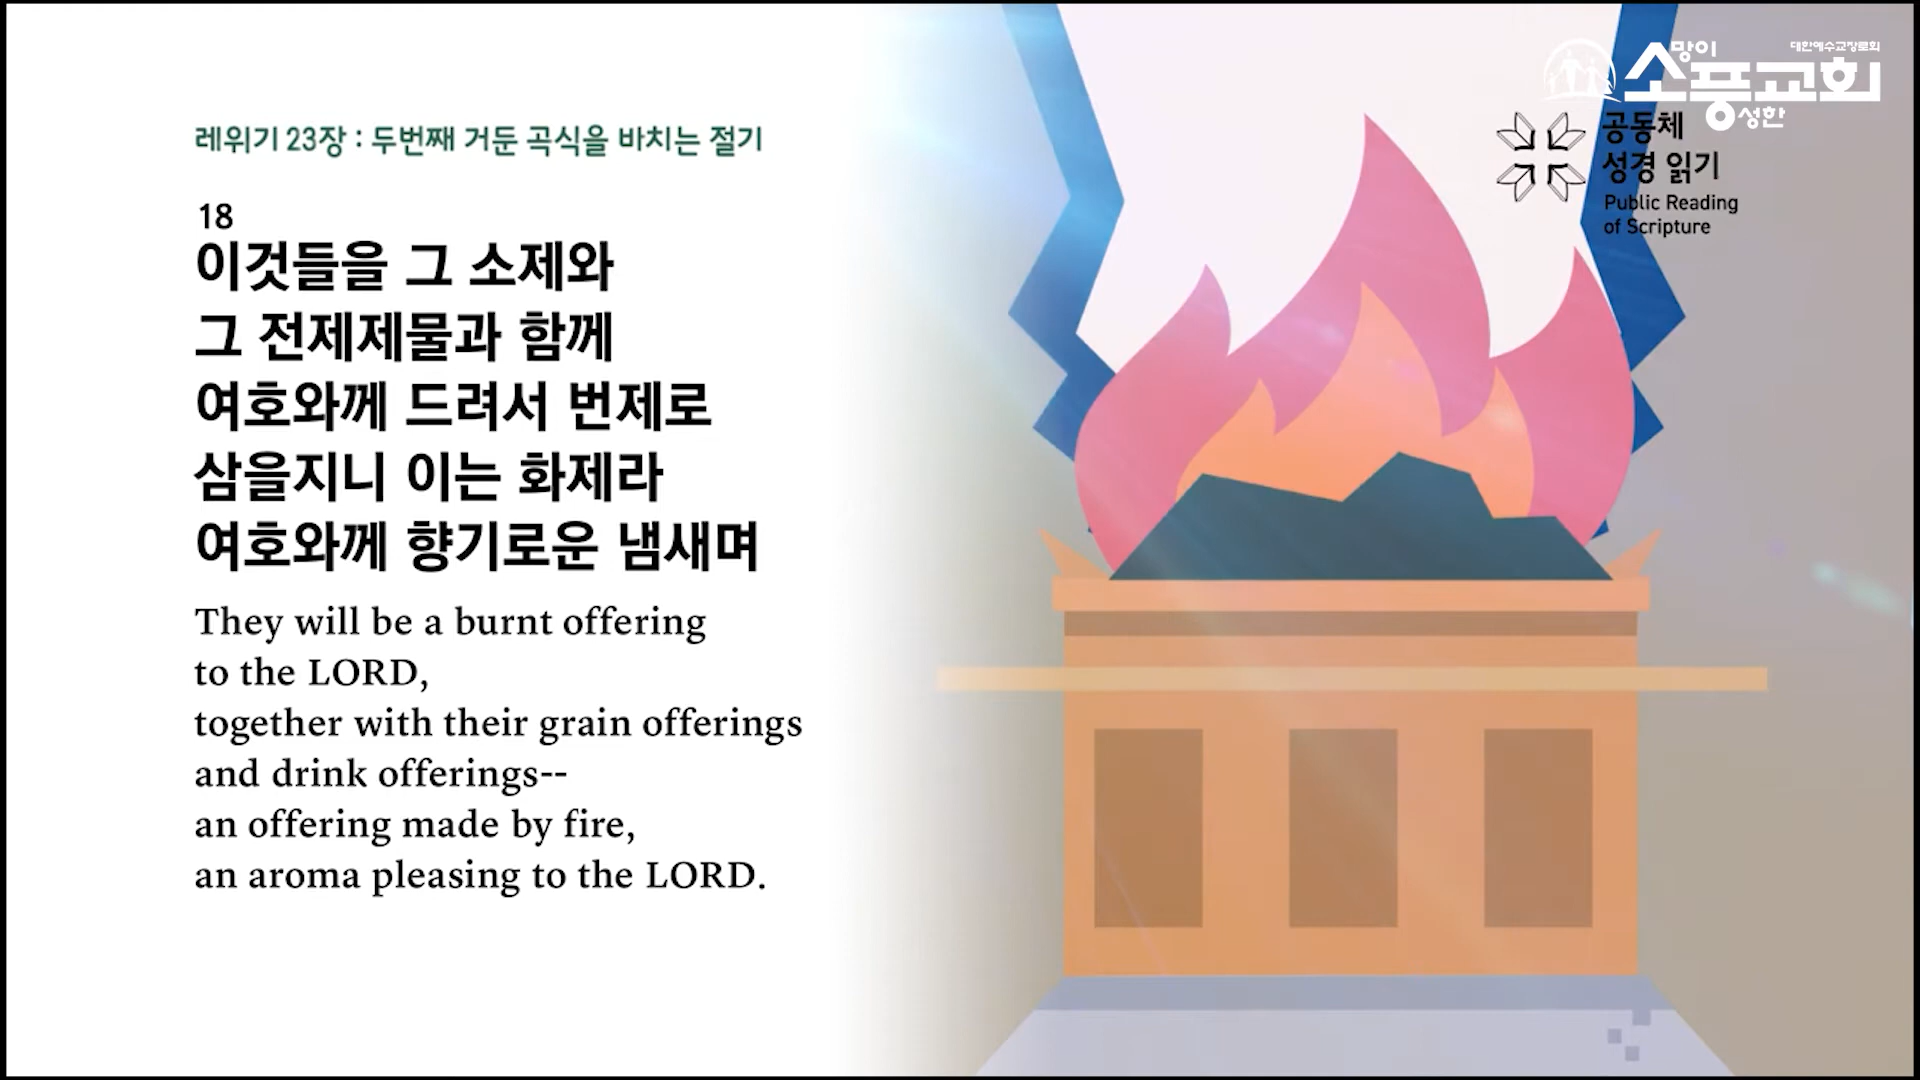 레위기 23장 : 두번째 거둔 곡식을 바치는 절기
18
이것들을 그 소제와
그 전제제물과 함께
여호와께 드려서 번제로
삼을지니 이는 화제라
여호와께 향기로운 냄새며
They will be a burnt offering
to the LORD,
together with their grain offerings
and drink offerings--
an offering made by fire,
an aroma pleasing to the LORD.
대한예수교장로회
소망이
풍성한
교회
공동체
성경 읽기
Public Reading
of Scripture